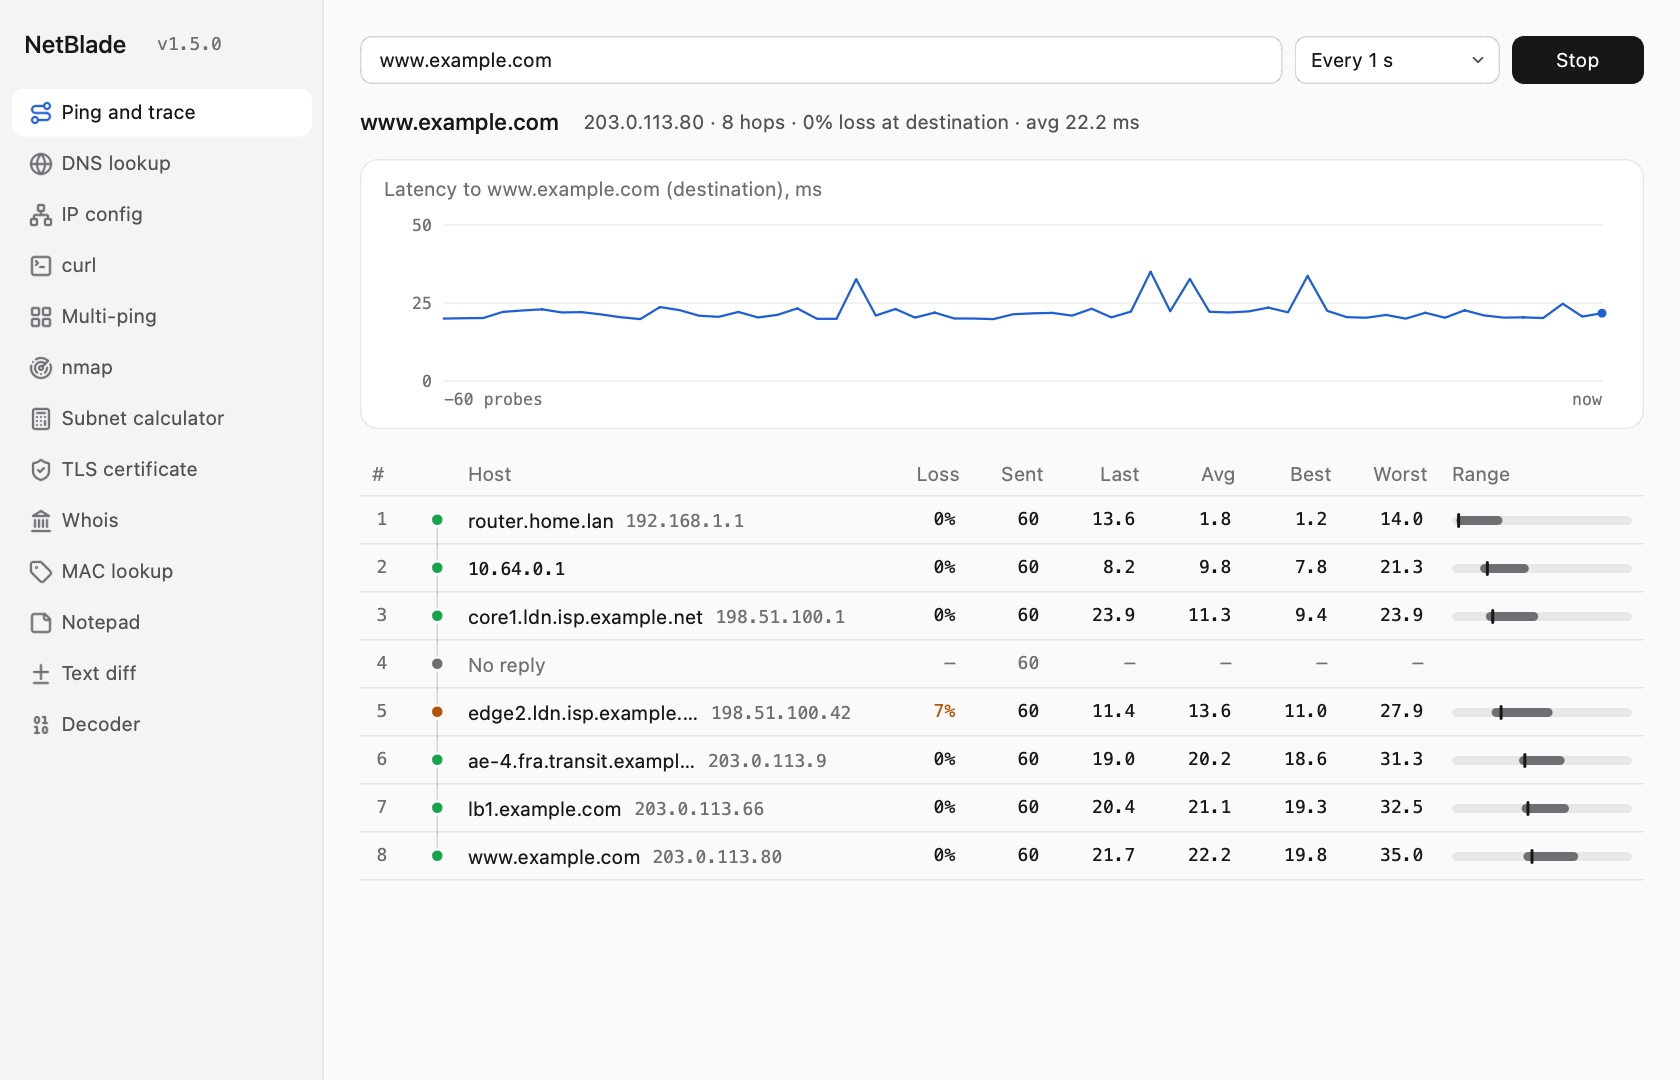 NetBlade v1.5.0
Ping and trace
DNS lookup
IP config
curl
Multi-ping
nmap
Subnet calculator
TLS certificate
Whois
MAC lookup
Notepad
Text diff
Decoder
www.example.com Every 1 s Stop
www.example.com 203.0.113.80 · 8 hops · 0% loss at destination · avg 22.2 ms
Latency to www.example.com (destination), ms
50
25
0
−60 probes now
# Host Loss Sent Last Avg Best Worst Range
1 router.home.lan 192.168.1.1 0% 60 13.6 1.8 1.2 14.0
2 10.64.0.1 0% 60 8.2 9.8 7.8 21.3
3 core1.ldn.isp.example.net 198.51.100.1 0% 60 23.9 11.3 9.4 23.9
4 No reply – 60 – – – –
5 edge2.ldn.isp.example.... 198.51.100.42 7% 60 11.4 13.6 11.0 27.9
6 ae-4.fra.transit.exampl... 203.0.113.9 0% 60 19.0 20.2 18.6 31.3
7 lb1.example.com 203.0.113.66 0% 60 20.4 21.1 19.3 32.5
8 www.example.com 203.0.113.80 0% 60 21.7 22.2 19.8 35.0